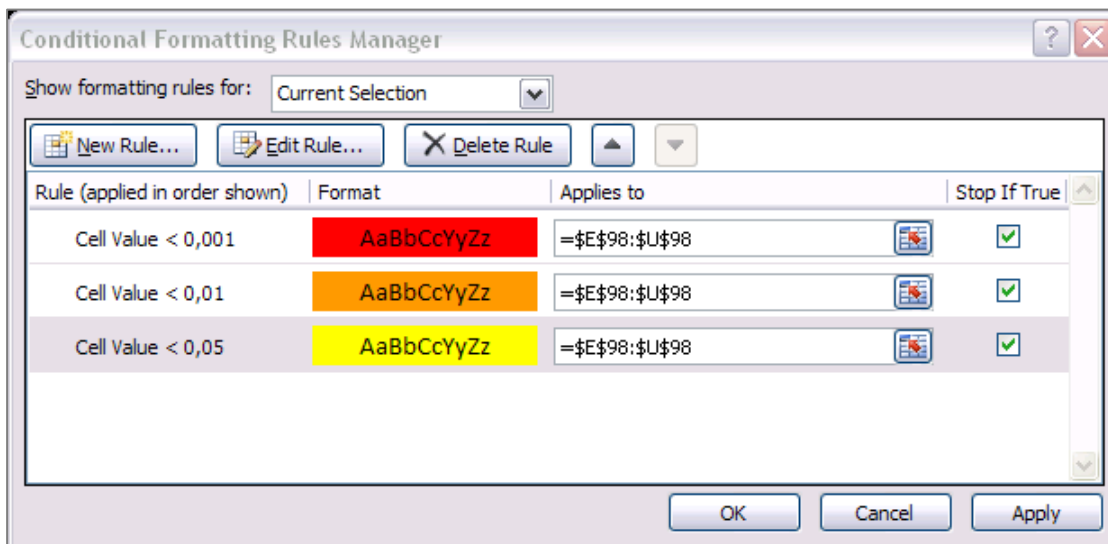 Conditional Formatting Rules Manager
Show formatting rules for: Current Selection
New Rule... Edit Rule... Delete Rule
Rule (applied in order shown) Format Applies to Stop If True
Cell Value < 0,001 AaBbCcYyZz =$E$98:$U$98
Cell Value < 0,01 AaBbCcYyZz =$E$98:$U$98
Cell Value < 0,05 AaBbCcYyZz =$E$98:$U$98
OK Cancel Apply